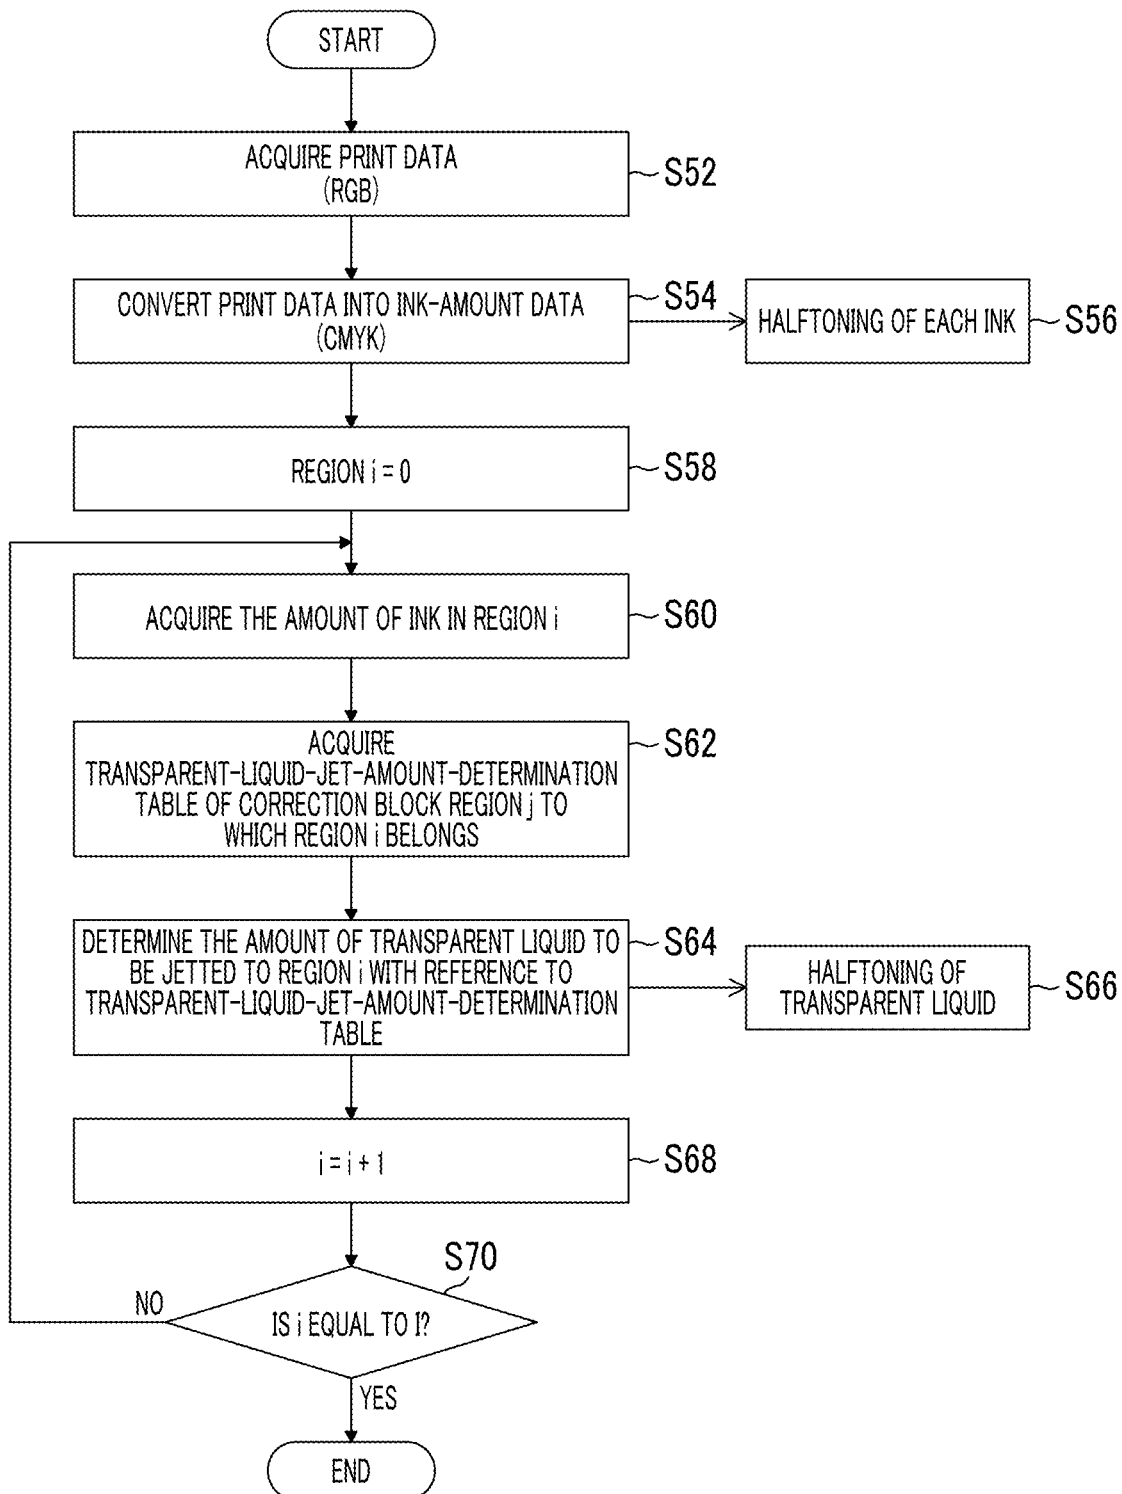 START
ACQUIRE PRINT DATA
(RGB)
S52
CONVERT PRINT DATA INTO INK-AMOUNT DATA
(CMYK)
S54
HALFTONING OF EACH INK
S56
REGION i = 0
S58
ACQUIRE THE AMOUNT OF INK IN REGION i
S60
ACQUIRE
TRANSPARENT-LIQUID-JET-AMOUNT-DETERMINATION
TABLE OF CORRECTION BLOCK REGION j TO
WHICH REGION i BELONGS
S62
DETERMINE THE AMOUNT OF TRANSPARENT LIQUID TO
BE JETTED TO REGION i WITH REFERENCE TO
TRANSPARENT-LIQUID-JET-AMOUNT-DETERMINATION
TABLE
S64
HALFTONING OF
TRANSPARENT LIQUID
S66
i = i + 1
S68
S70
NO
IS i EQUAL TO I?
YES
END